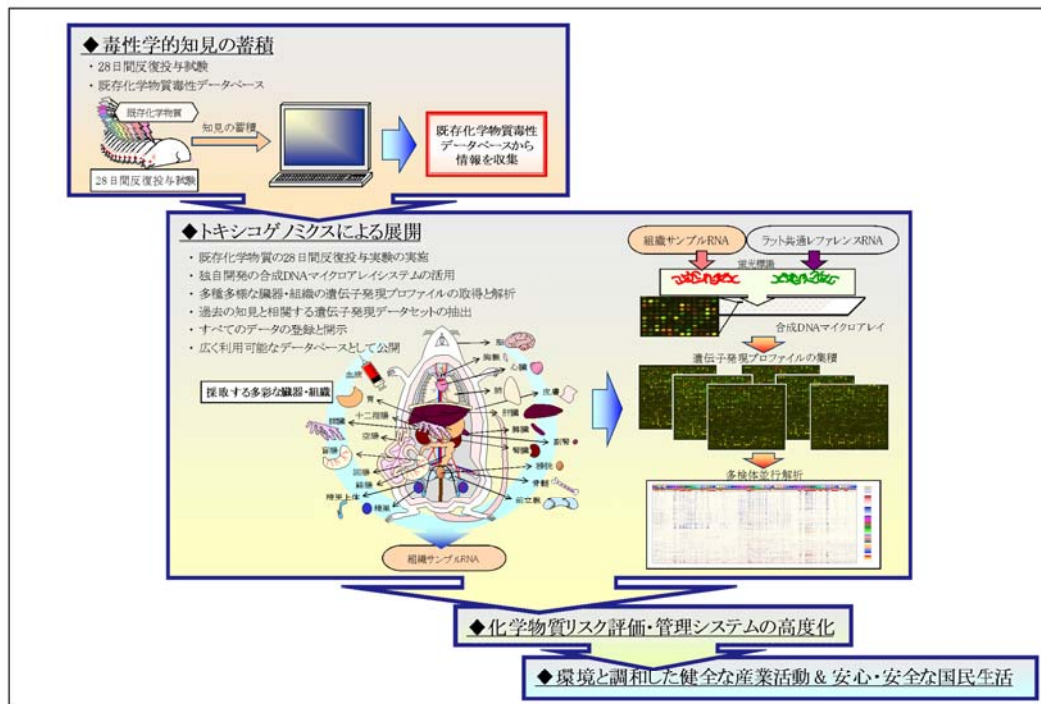 ◆毒性学的知見の蓄積
・28日間反復投与試験
・既存化学物質毒性データベース
既存化学物質
知見の蓄積
28日間反復投与試験
既存化学物質毒性
データベースから
情報を収集
◆トキシコゲノミクスによる展開
・既存化学物質の28日間反復投与実験の実施
・独自開発の合成DNAマイクロアレイシステムの活用
・多種多様な臓器・組織の遺伝子発現プロファイルの取得と解析
・過去の知見と相関する遺伝子発現データセットの抽出
・すべてのデータの登録と開示
・広く利用可能なデータベースとして公開
採取する多彩な臓器・組織
脳
胸腺
心臓
血液
肺
皮膚
胃
十二指腸
肝臓
脾臓
副腎
空腸
腎臓
盲腸
回腸
膀胱
結腸
骨髄
精巣上体
精巣
前立腺
組織サンプルRNA
組織サンプルRNA
ラット共通レファレンスRNA
蛍光標識
合成DNAマイクロアレイ
遺伝子発現プロファイルの集積
多検体並行解析
◆化学物質リスク評価・管理システムの高度化
◆環境と調和した健全な産業活動 & 安心・安全な国民生活